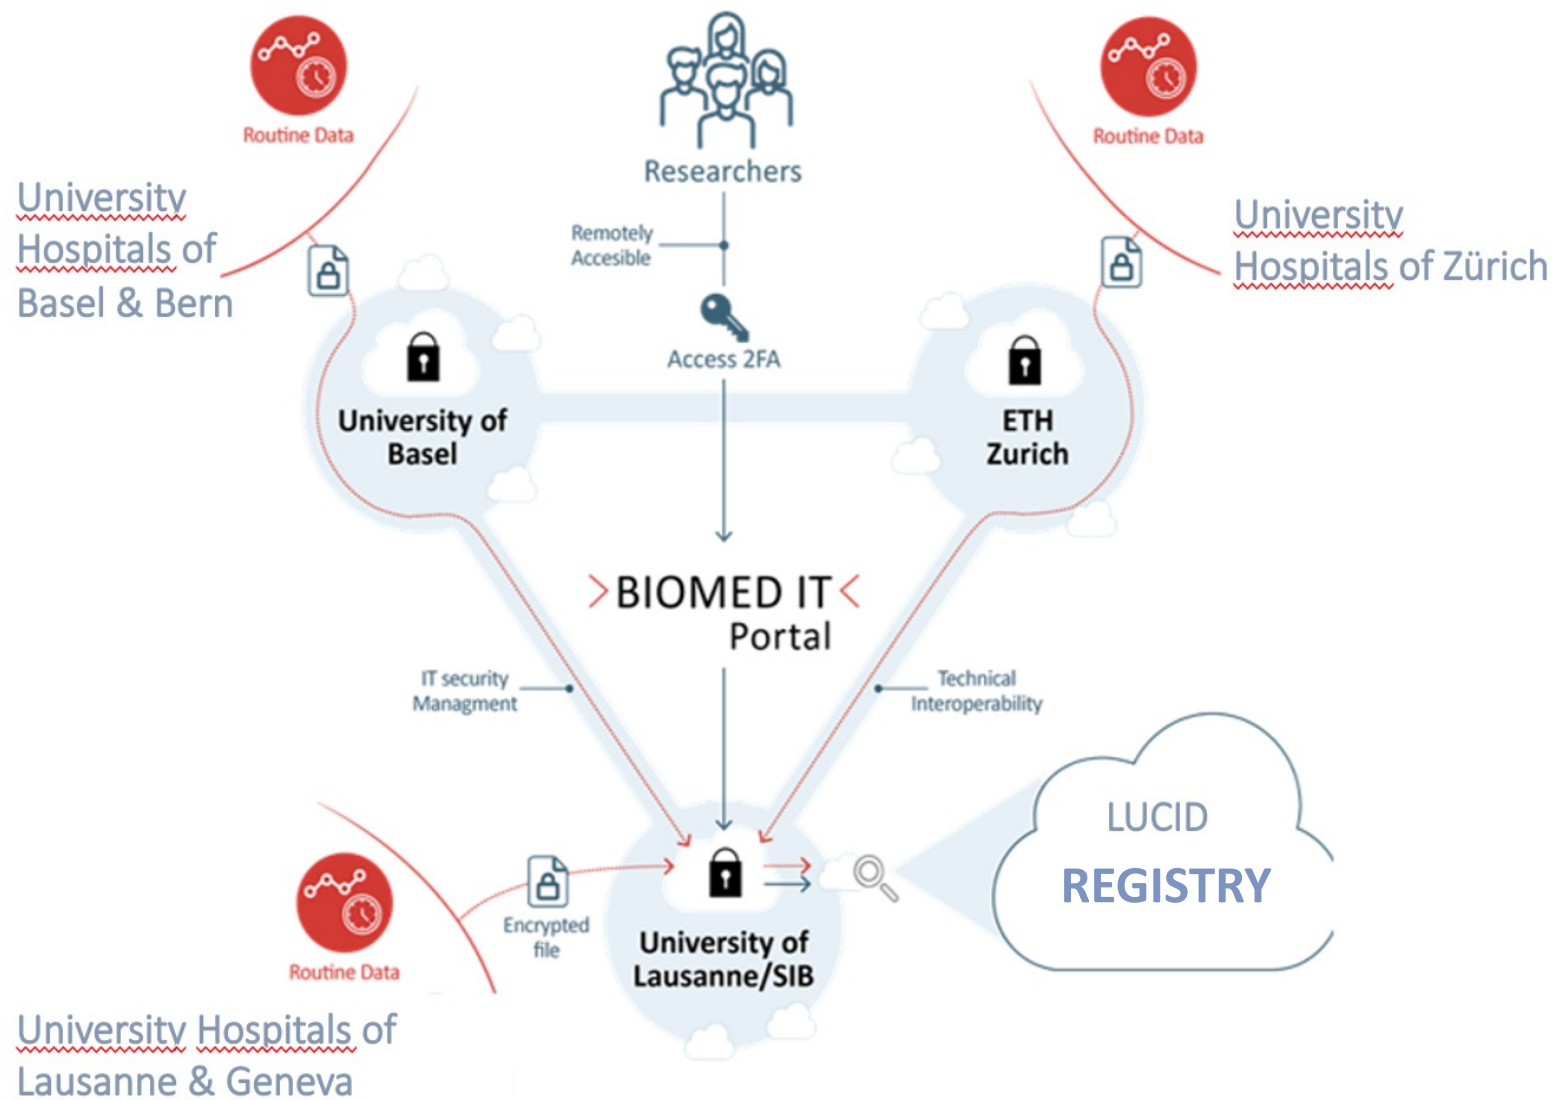 Routine Data
Researchers
Routine Data
University
Hospitals of
Basel & Bern
University
Hospitals of Zürich
Remotely
Accesible
Access 2FA
University of
Basel
ETH
Zurich
>BIOMED IT<
Portal
IT security
Managment
Technical
Interoperability
LUCID
REGISTRY
Routine Data
Encrypted
file
University of
Lausanne/SIB
University Hospitals of
Lausanne & Geneva